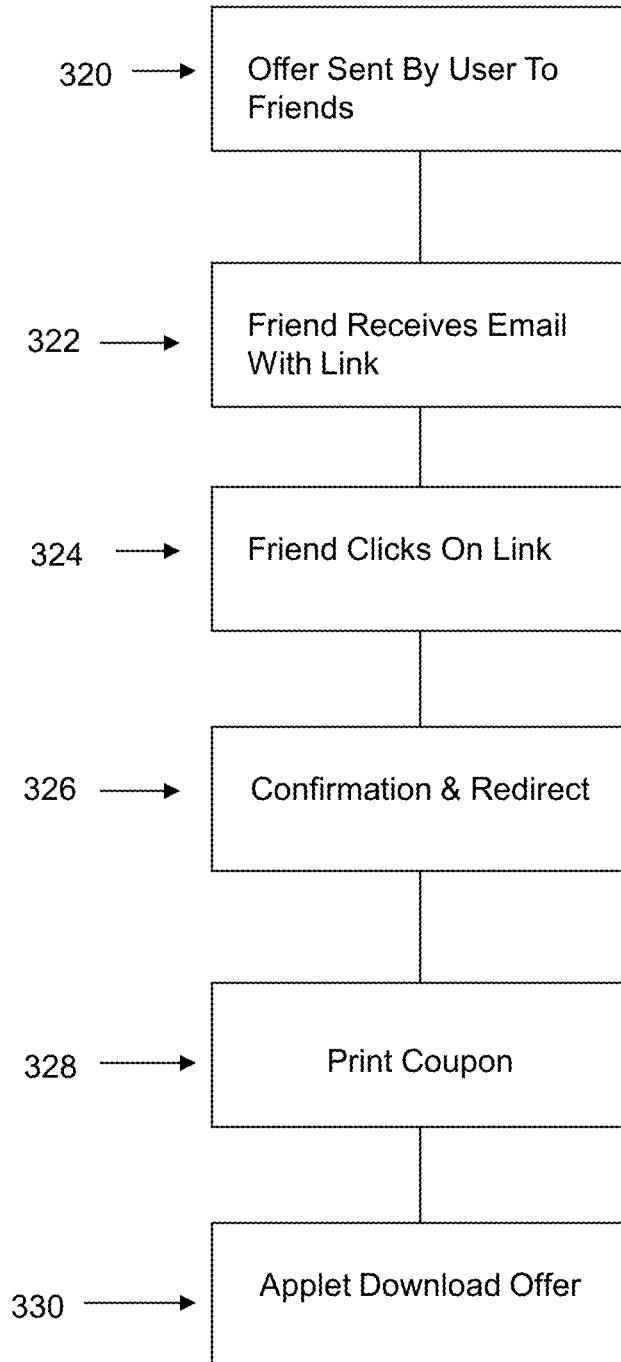 320
Offer Sent By User To
Friends
322
Friend Receives Email
With Link
324
Friend Clicks On Link
326
Confirmation & Redirect
328
Print Coupon
330
Applet Download Offer